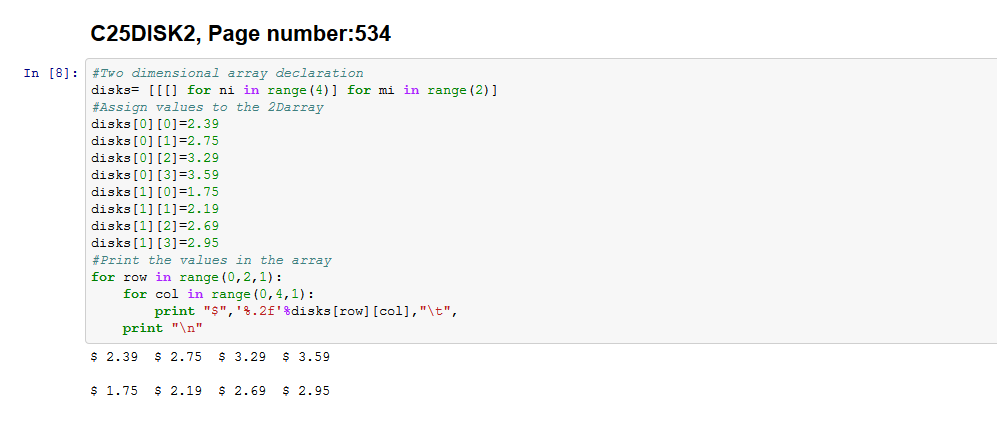 C25DISK2, Page number:534
In [8]: #Two dimensional array declaration
disks= [[[] for ni in range(4)] for mi in range(2)]
#Assign values to the 2Darray
disks[0][0]=2.39
disks[0][1]=2.75
disks[0][2]=3.29
disks[0][3]=3.59
disks[1][0]=1.75
disks[1][1]=2.19
disks[1][2]=2.69
disks[1][3]=2.95
#Print the values in the array
for row in range(0,2,1):
    for col in range(0,4,1):
        print "$",'%.2f'%disks[row][col],"\t",
    print "\n"
$ 2.39  $ 2.75  $ 3.29  $ 3.59
$ 1.75  $ 2.19  $ 2.69  $ 2.95